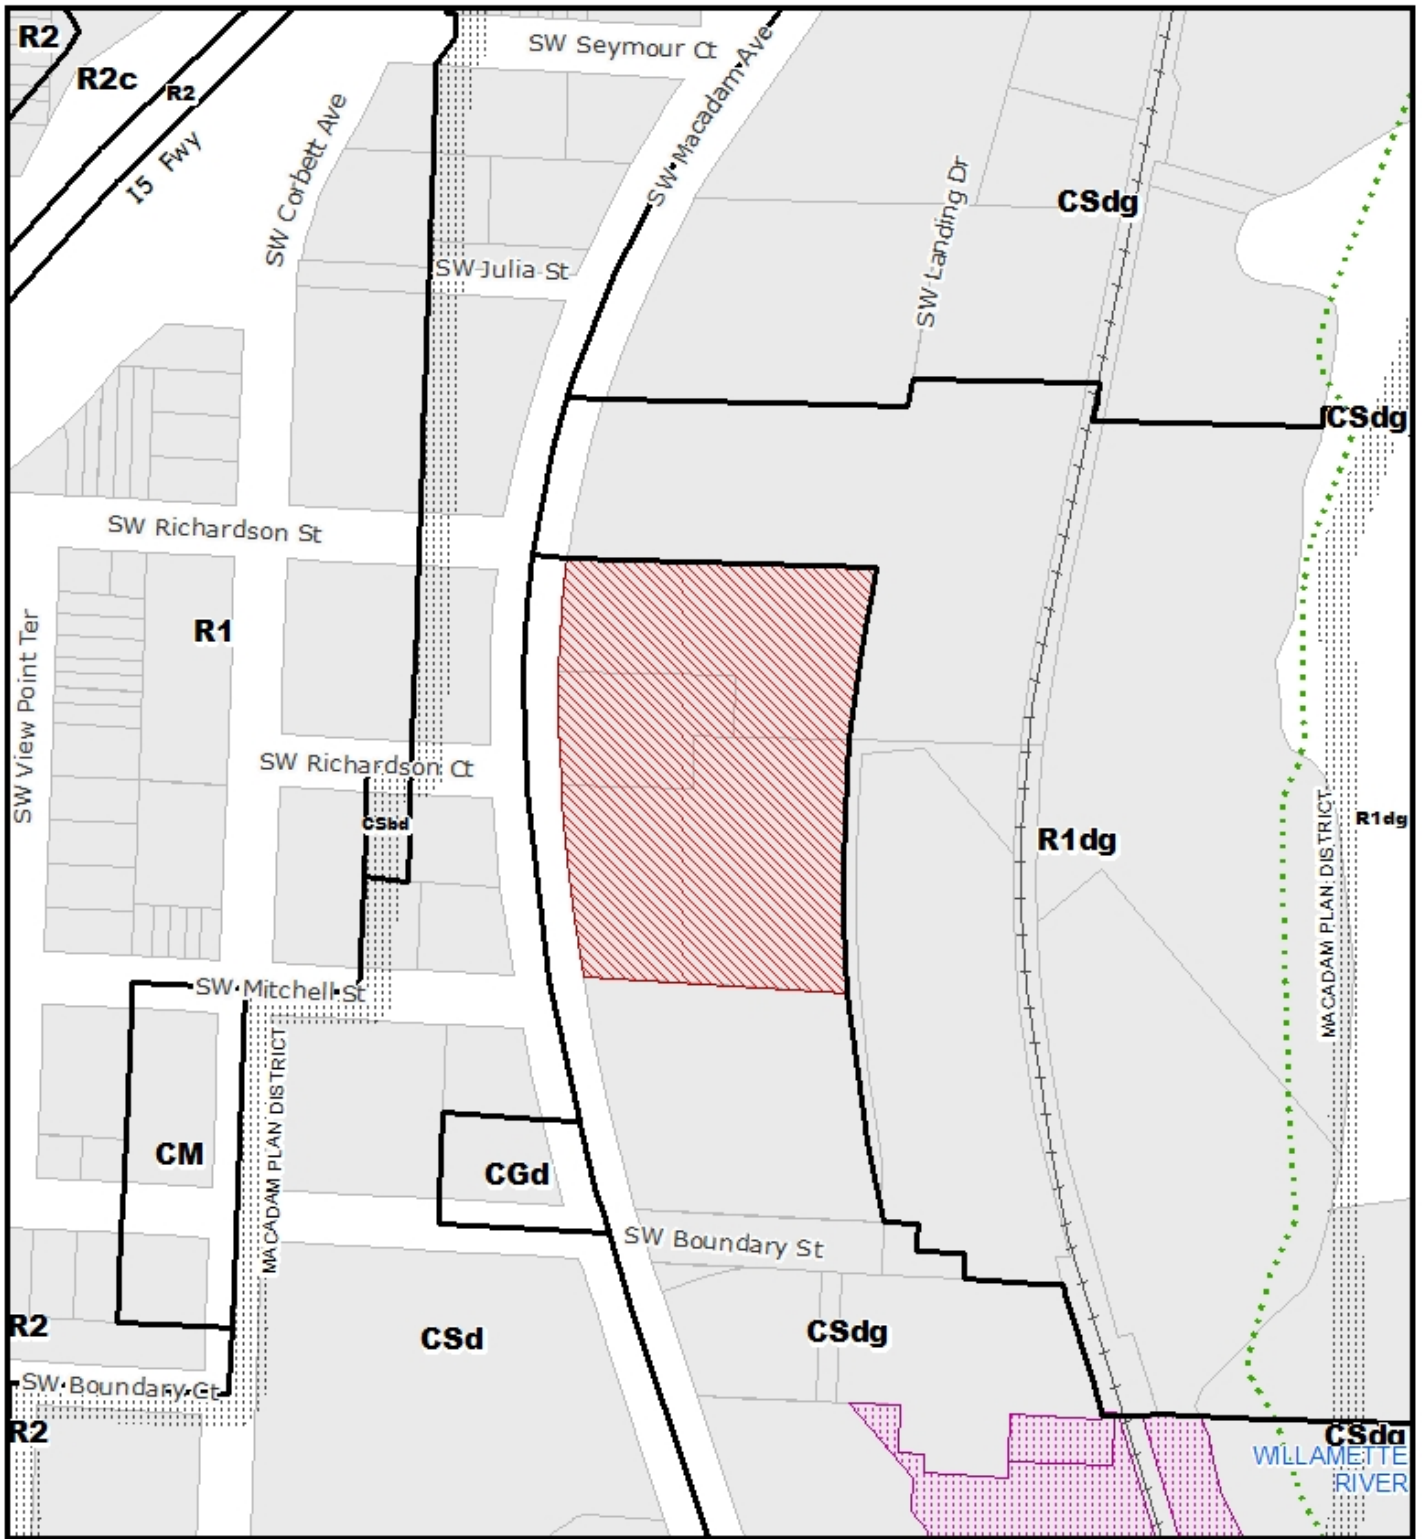 R2
R2c
R2
I5 Fwy
SW Seymour Ct
SW Macadam Ave
SW Corbett Ave
SW Landing Dr
CSdg
SW Julia St
CSdg
SW Richardson St
R1
SW View Point Ter
SW Richardson Ct
CSbd
R1dg
R1dg
MACADAM PLAN DISTRICT
SW Mitchell St
MACADAM PLAN DISTRICT
CM
CGd
SW Boundary St
R2
CSd
CSdg
SW Boundary Ct
R2
CSdg
WILLAMETTE
RIVER